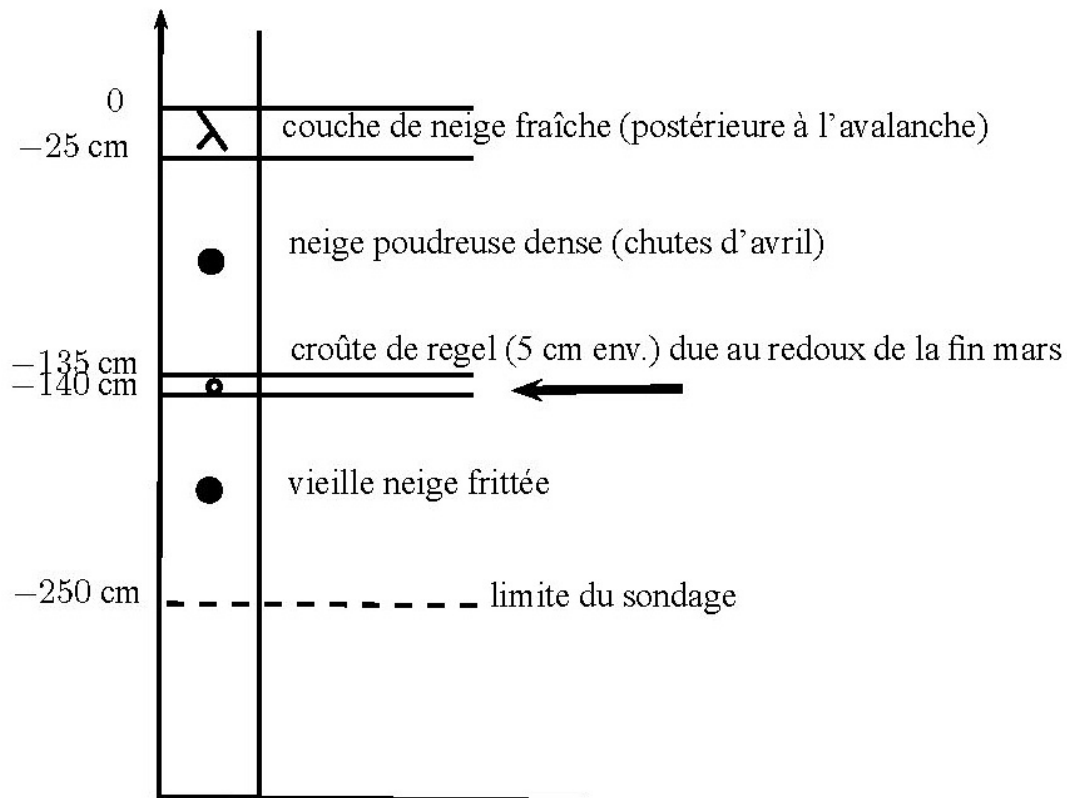 0
couche de neige fraîche (postérieure à l'avalanche)
−25 cm
neige poudreuse dense (chutes d'avril)
croûte de regel (5 cm env.) due au redoux de la fin mars
−135 cm
−140 cm
vieille neige frittée
−250 cm
limite du sondage